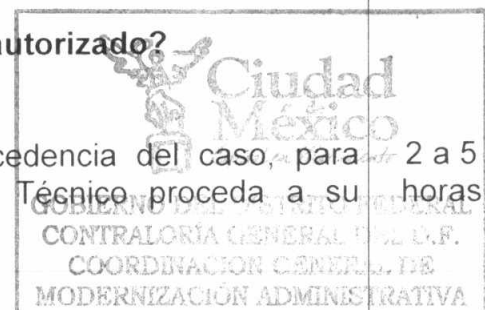 autorizado?
Ciudad
México
cedencia del caso, para 2 a 5
Técnico proceda a su horas
GOBIERNO DEL DISTRITO FEDERAL
CONTRALORÍA GENERAL DEL D.F.
COORDINACIÓN GENERAL DE
MODERNIZACIÓN ADMINISTRATIVA